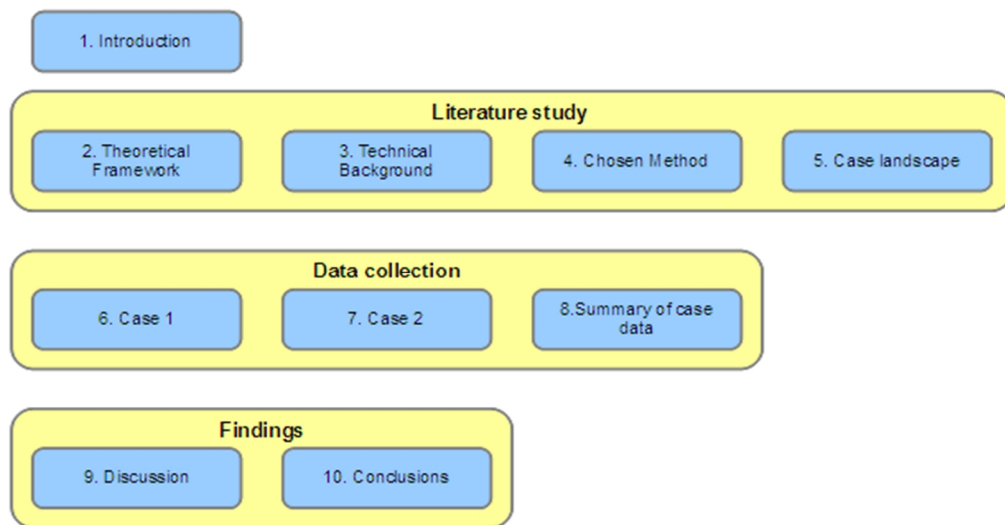 1. Introduction
Literature study
2. Theoretical
Framework
3. Technical
Background
4. Chosen Method
5. Case landscape
Data collection
6. Case 1
7. Case 2
8.Summary of case
data
Findings
9. Discussion
10. Conclusions